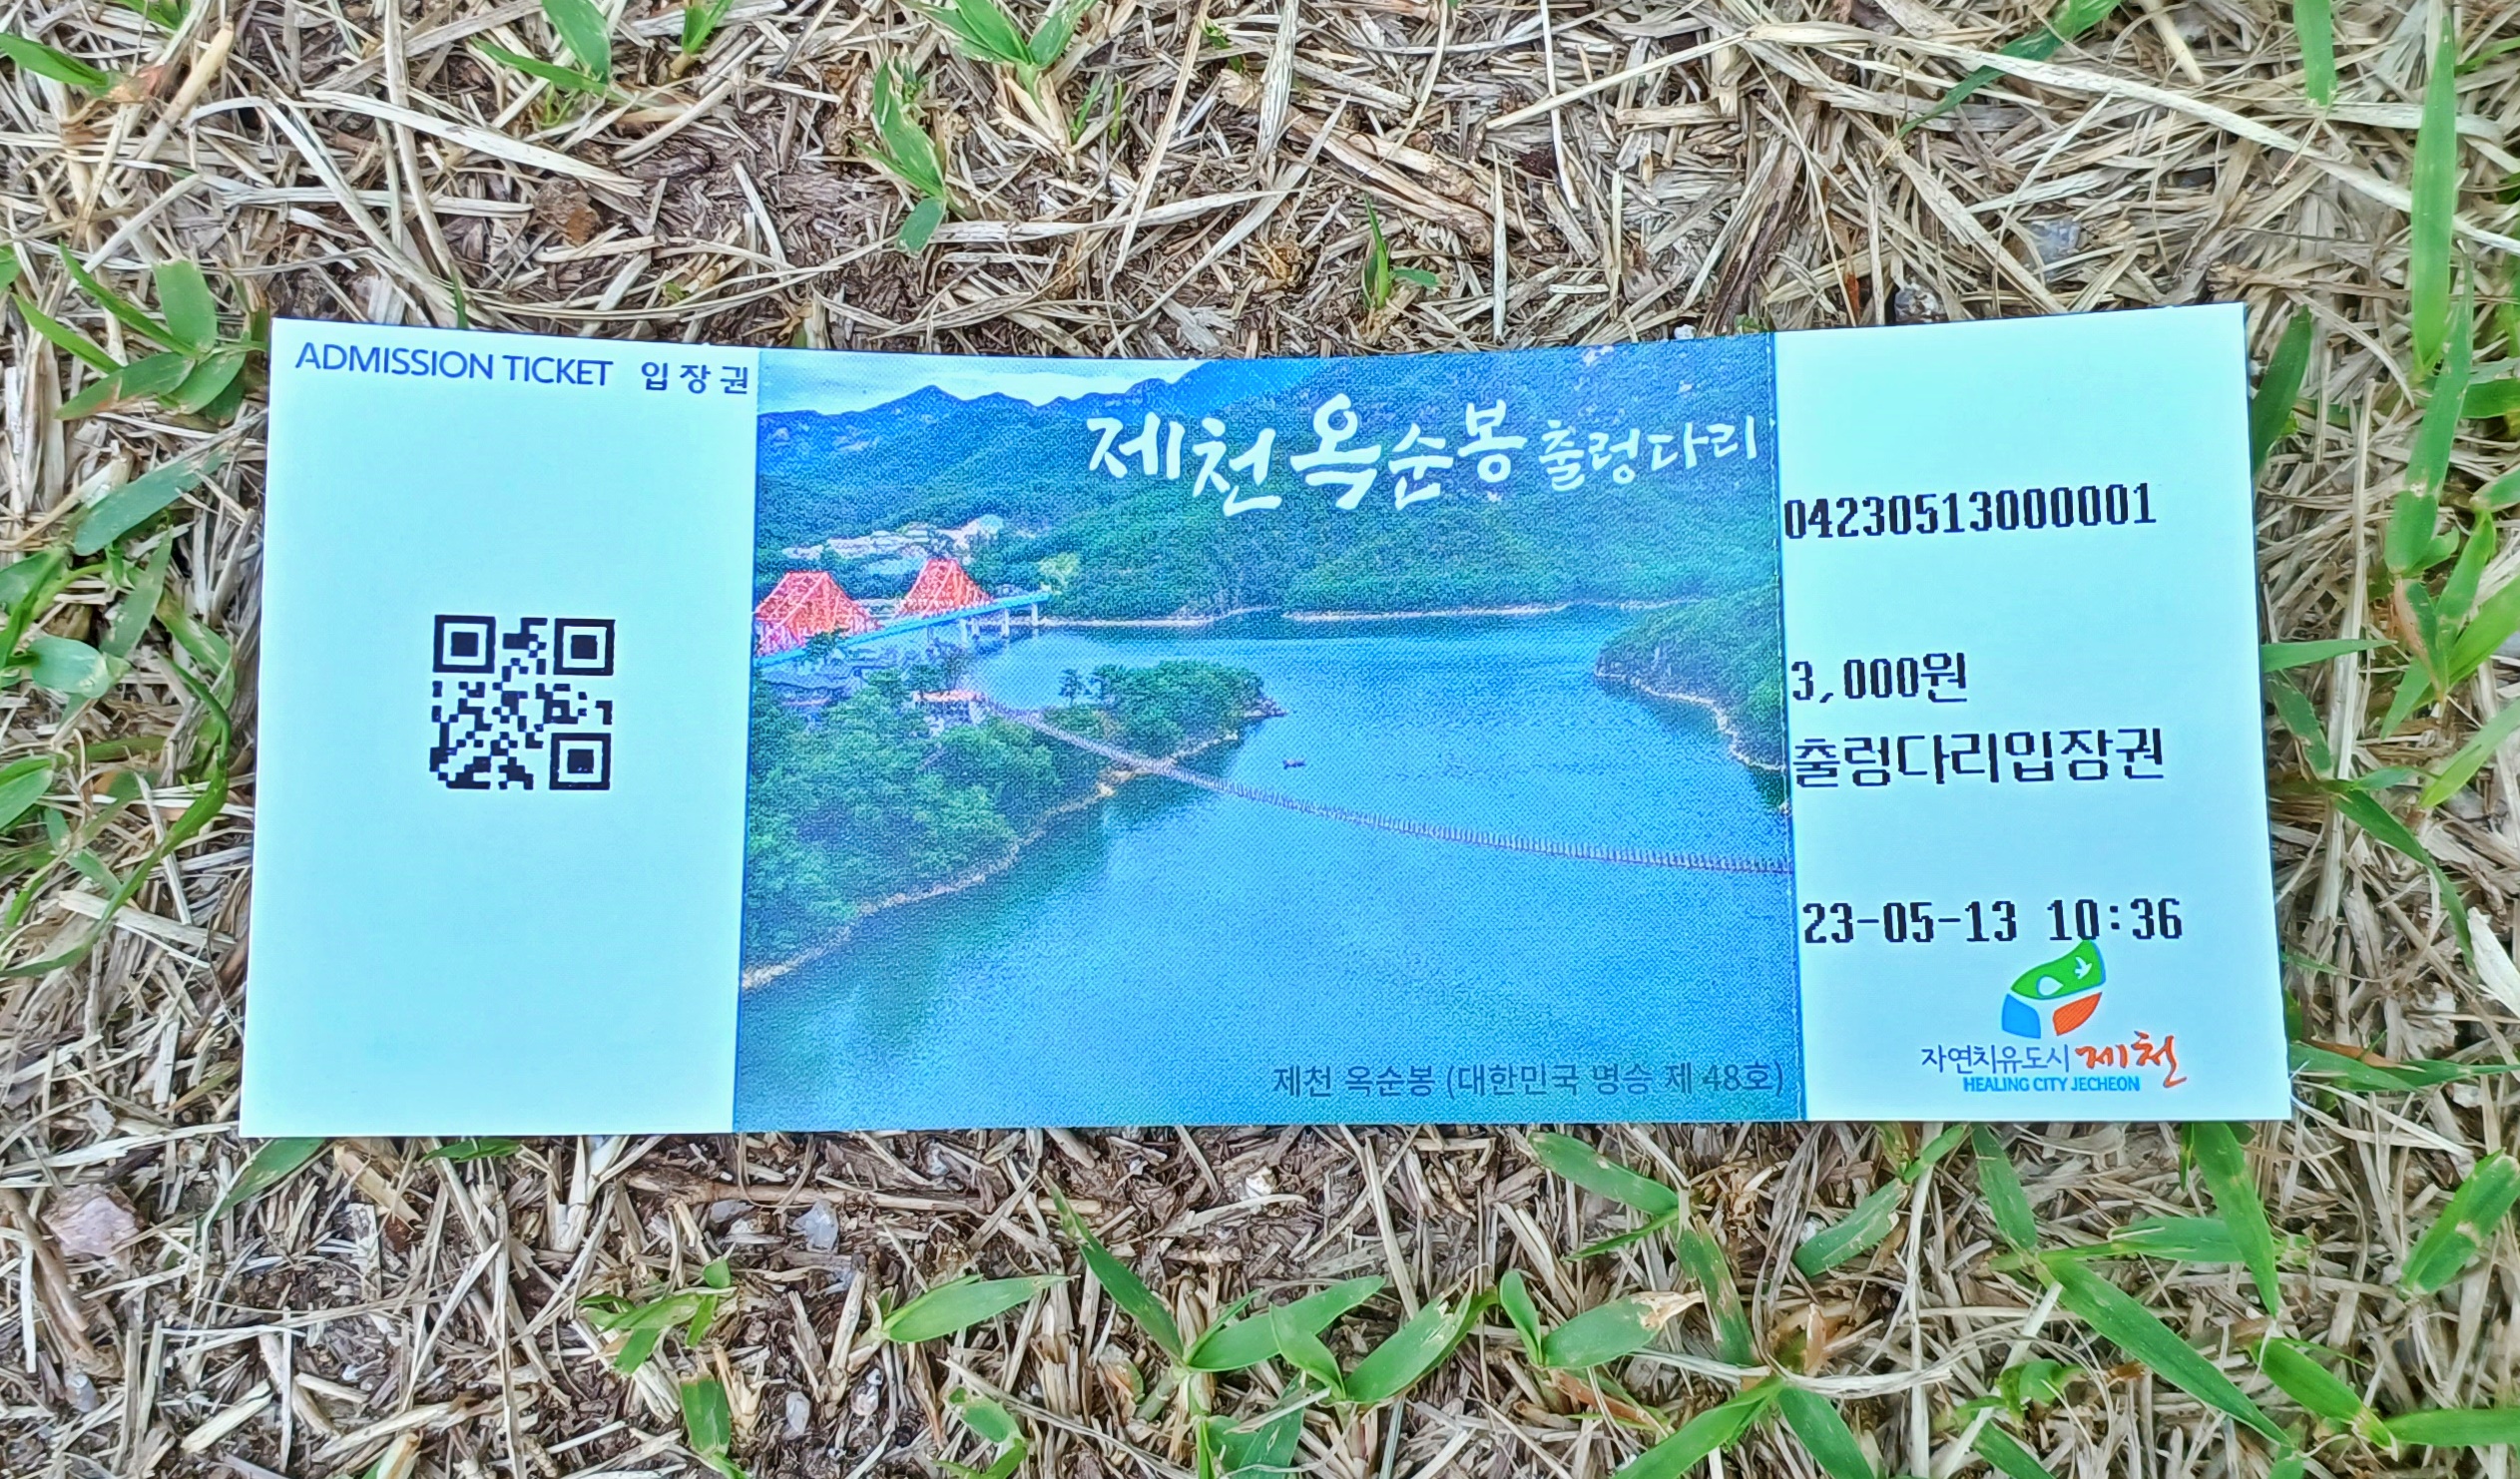 ADMISSION TICKET 입장권
제천 옥순봉 출렁다리
제천 옥순봉 (대한민국 명승 제 48호)
04230513000001
3,000원
출렁다리입장권
23-05-13 10:36
자연치유도시 제천
HEALING CITY JECHEON